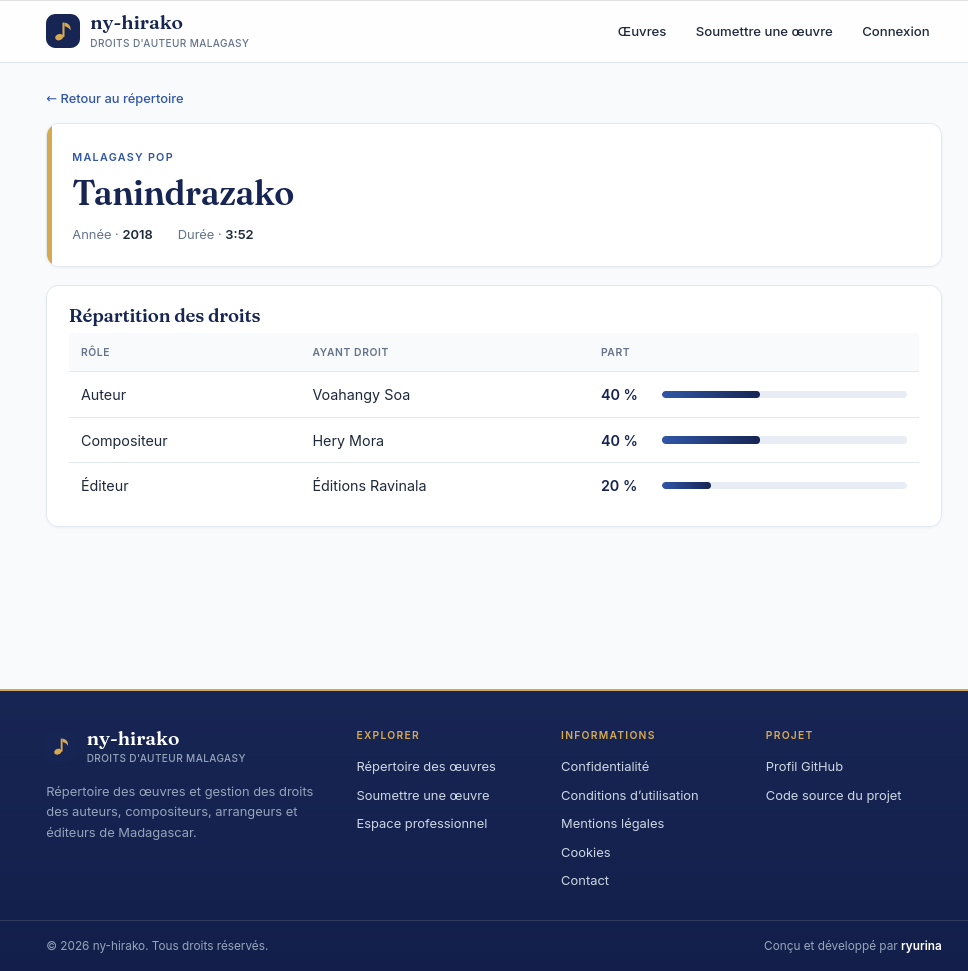 ny-hirako
DROITS D'AUTEUR MALAGASY
Œuvres
Soumettre une œuvre
Connexion
← Retour au répertoire
MALAGASY POP
Tanindrazako
Année · 2018 Durée · 3:52
Répartition des droits
RÔLE AYANT DROIT PART
Auteur Voahangy Soa 40 %
Compositeur Hery Mora 40 %
Éditeur Éditions Ravinala 20 %
ny-hirako
DROITS D'AUTEUR MALAGASY
Répertoire des œuvres et gestion des droits
des auteurs, compositeurs, arrangeurs et
éditeurs de Madagascar.
EXPLORER
Répertoire des œuvres
Soumettre une œuvre
Espace professionnel
INFORMATIONS
Confidentialité
Conditions d’utilisation
Mentions légales
Cookies
Contact
PROJET
Profil GitHub
Code source du projet
© 2026 ny-hirako. Tous droits réservés.
Conçu et développé par ryurina